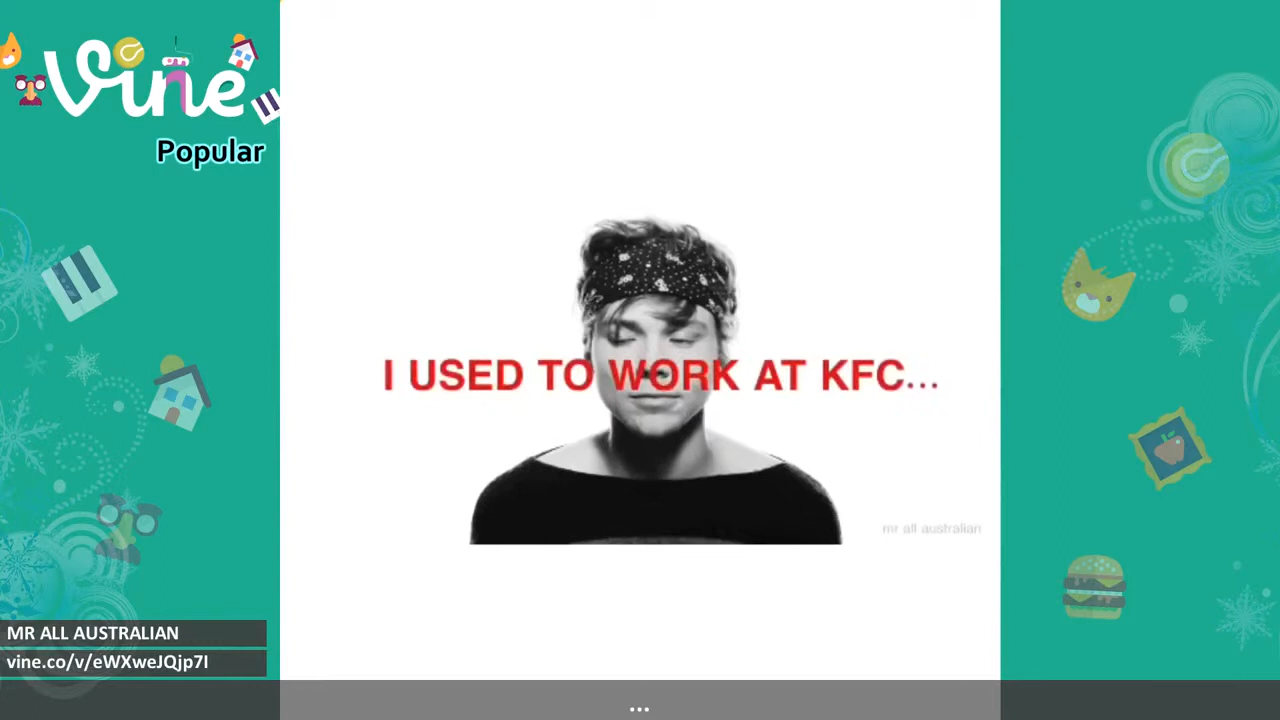 Vine
Popular
I USED TO WORK AT KFC...
mr all australian
MR ALL AUSTRALIAN
vine.co/v/eWXweJQjp7I
...